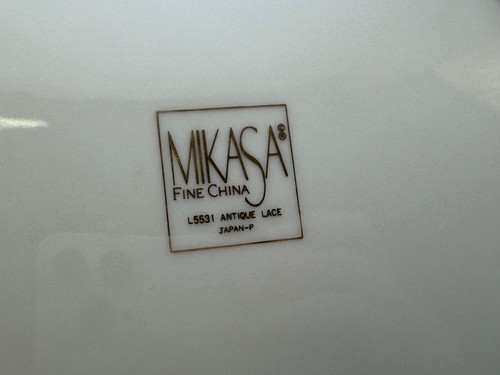 MIKASA®©
FINE CHINA
L5531 ANTIQUE LACE
JAPAN-P